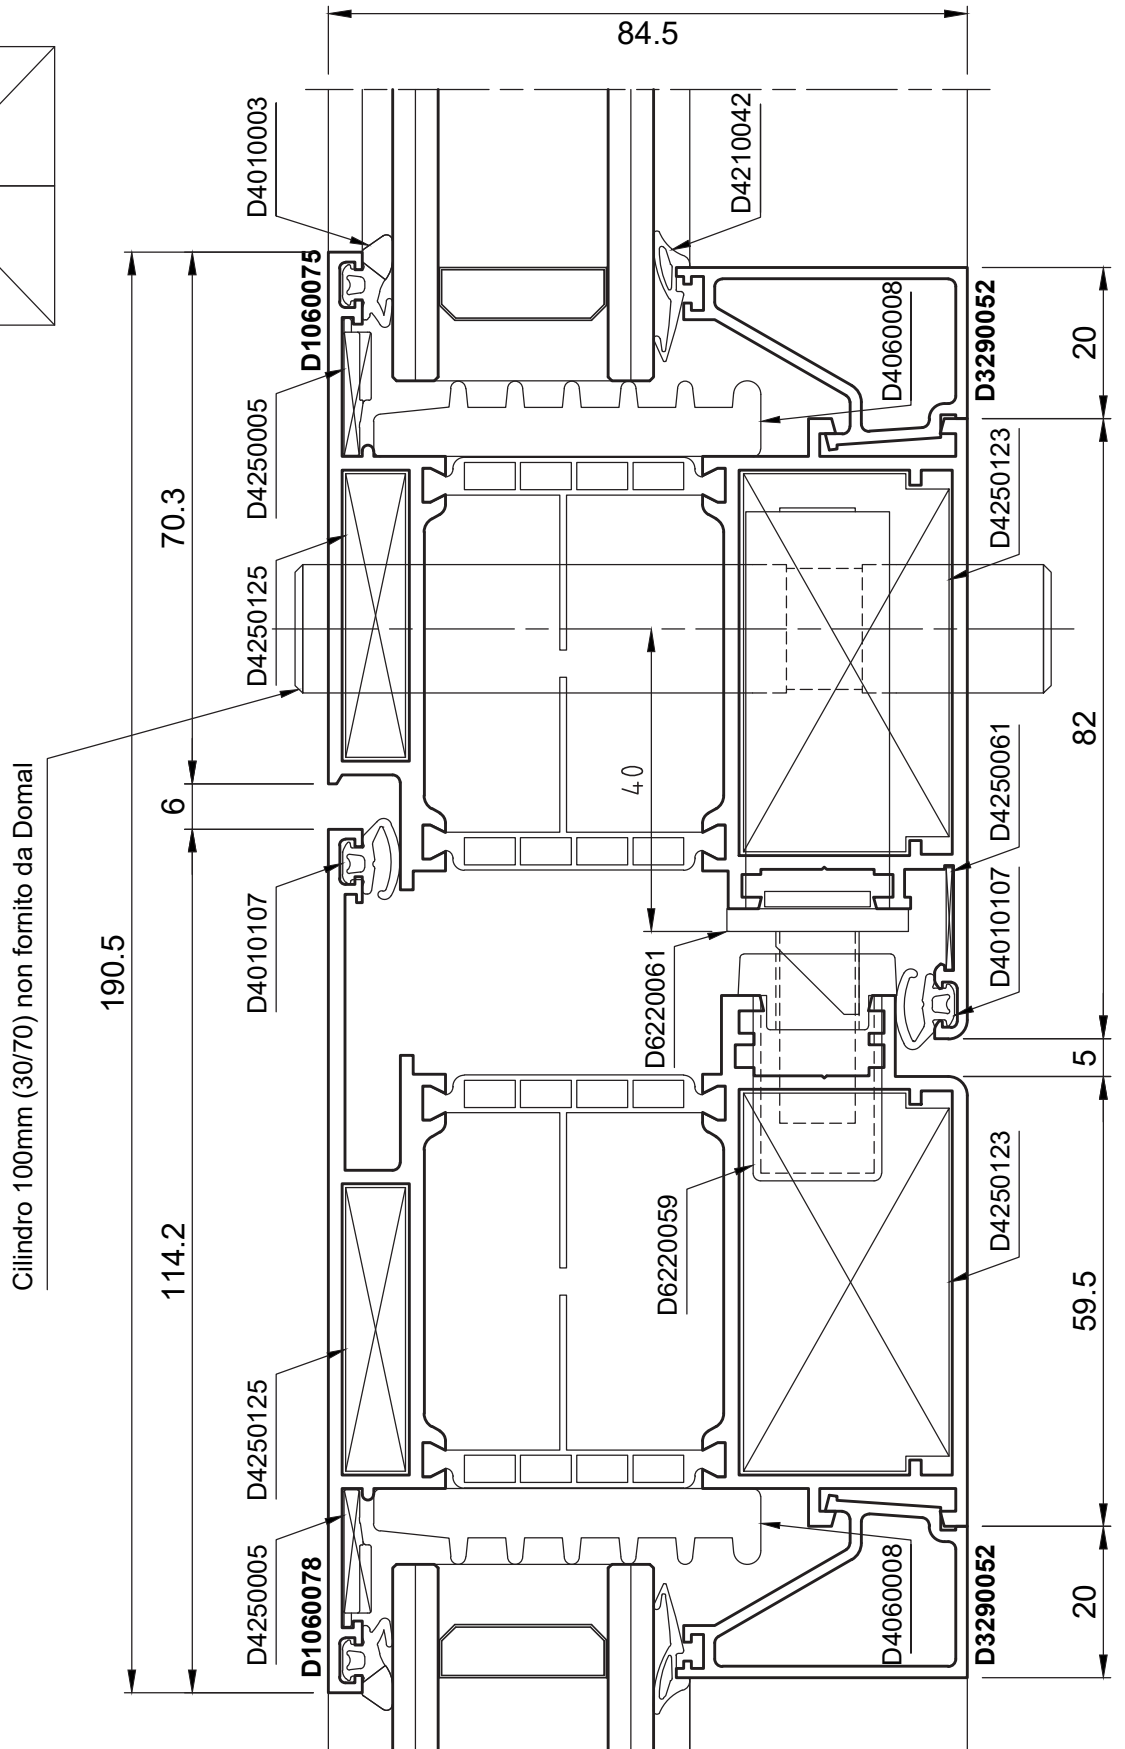 84.5
D4010003
D4210042
D1060075
D4060008
D3290052
20
D4250005
D4250123
70.3
D4250125
82
40
D4250061
Cilindro 100mm (30/70) non fornito da Domal
6
D4010107
D4010107
190.5
D6220061
5
D4250123
D6220059
114.2
59.5
D4250125
D4250005
D1060078
D4060008
D3290052
20